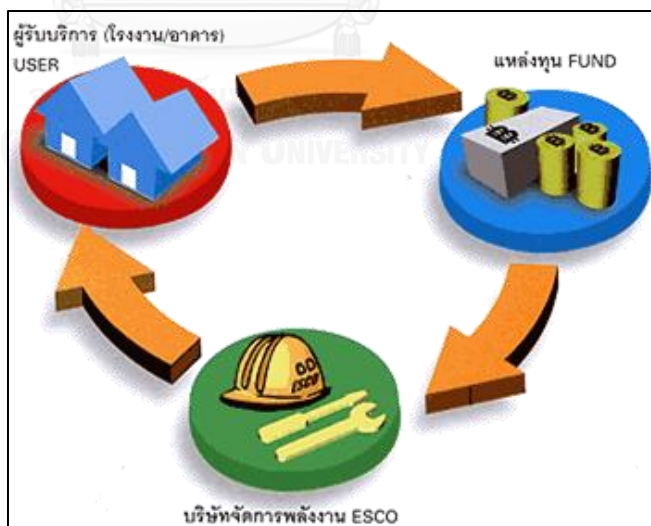 ผู้รับบริการ (โรงงาน/อาคาร)
USER
แหล่งทุน FUND
UNIVERSITY
ESCO
บริษัทจัดการพลังงาน ESCO